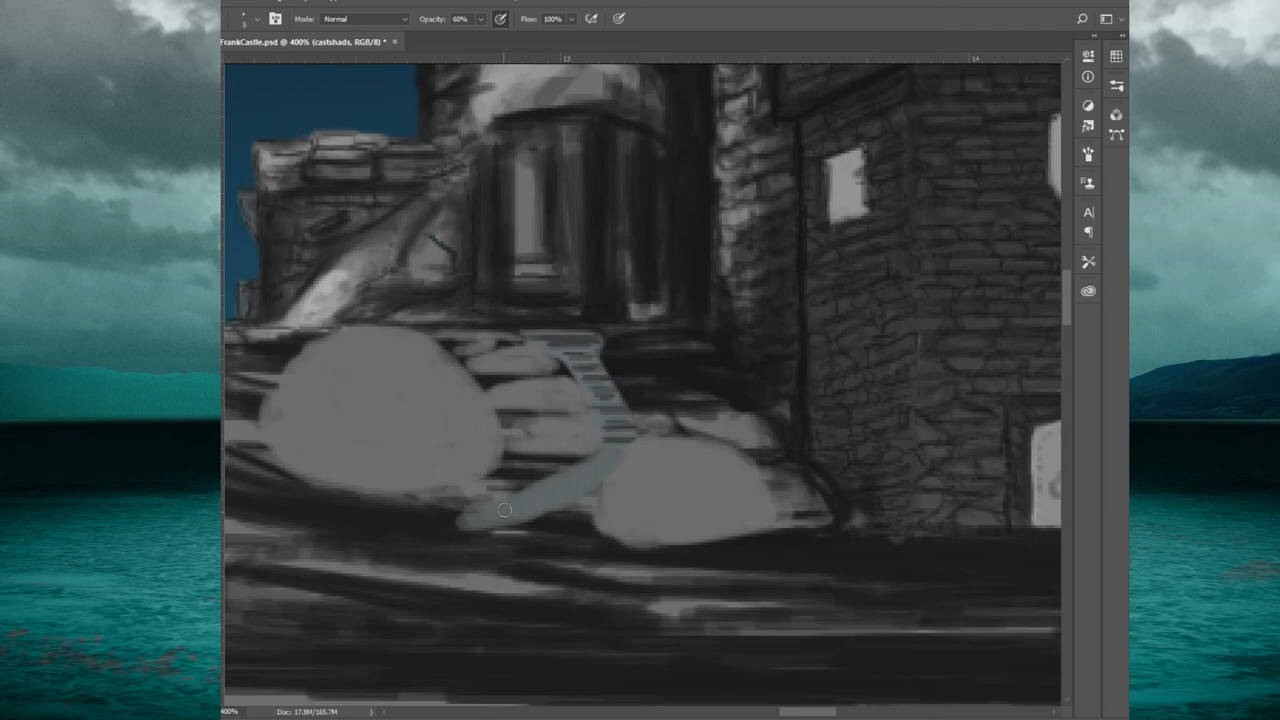 5 Mode: Normal Opacity: 60% Flow: 100%
FrankCastle.psd @ 400% (castshads, RGB/8) * ×
13 14
A|
400% Doc: 17.8M/165.7M